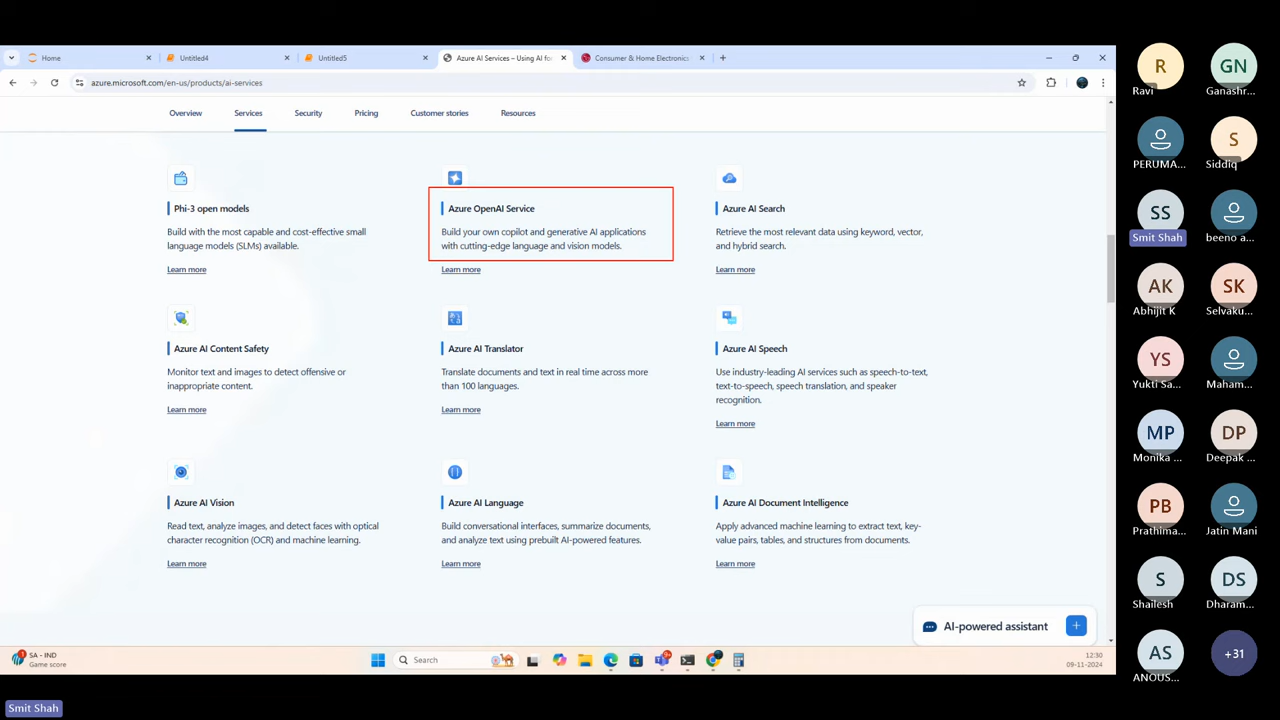 Home
Untitled4
Untitled5
Azure AI Services – Using AI fo
Consumer & Home Electronics
azure.microsoft.com/en-us/products/ai-services
Overview
Services
Security
Pricing
Customer stories
Resources
Phi-3 open models
Build with the most capable and cost-effective small
language models (SLMs) available.
Learn more
Azure OpenAI Service
Build your own copilot and generative AI applications
with cutting-edge language and vision models.
Learn more
Azure AI Search
Retrieve the most relevant data using keyword, vector,
and hybrid search.
Learn more
Azure AI Content Safety
Monitor text and images to detect offensive or
inappropriate content.
Learn more
Azure AI Translator
Translate documents and text in real time across more
than 100 languages.
Learn more
Azure AI Speech
Use industry-leading AI services such as speech-to-text,
text-to-speech, speech translation, and speaker
recognition.
Learn more
Azure AI Vision
Read text, analyze images, and detect faces with optical
character recognition (OCR) and machine learning.
Learn more
Azure AI Language
Build conversational interfaces, summarize documents,
and analyze text using prebuilt AI-powered features.
Learn more
Azure AI Document Intelligence
Apply advanced machine learning to extract text, key-
value pairs, tables, and structures from documents.
Learn more
AI-powered assistant
SA - IND
Game score
Search
12:30
09-11-2024
Smit Shah
R
Ravi
GN
Ganashr...
PERUMA...
S
Siddiq
SS
Smit Shah
beeno a...
AK
Abhijit K
SK
Selvaku...
YS
Yukti Sa...
Maham...
MP
Monika ...
DP
Deepak ...
PB
Prathima...
Jatin Mani
S
Shailesh
DS
Dharam...
AS
ANOUS...
+31